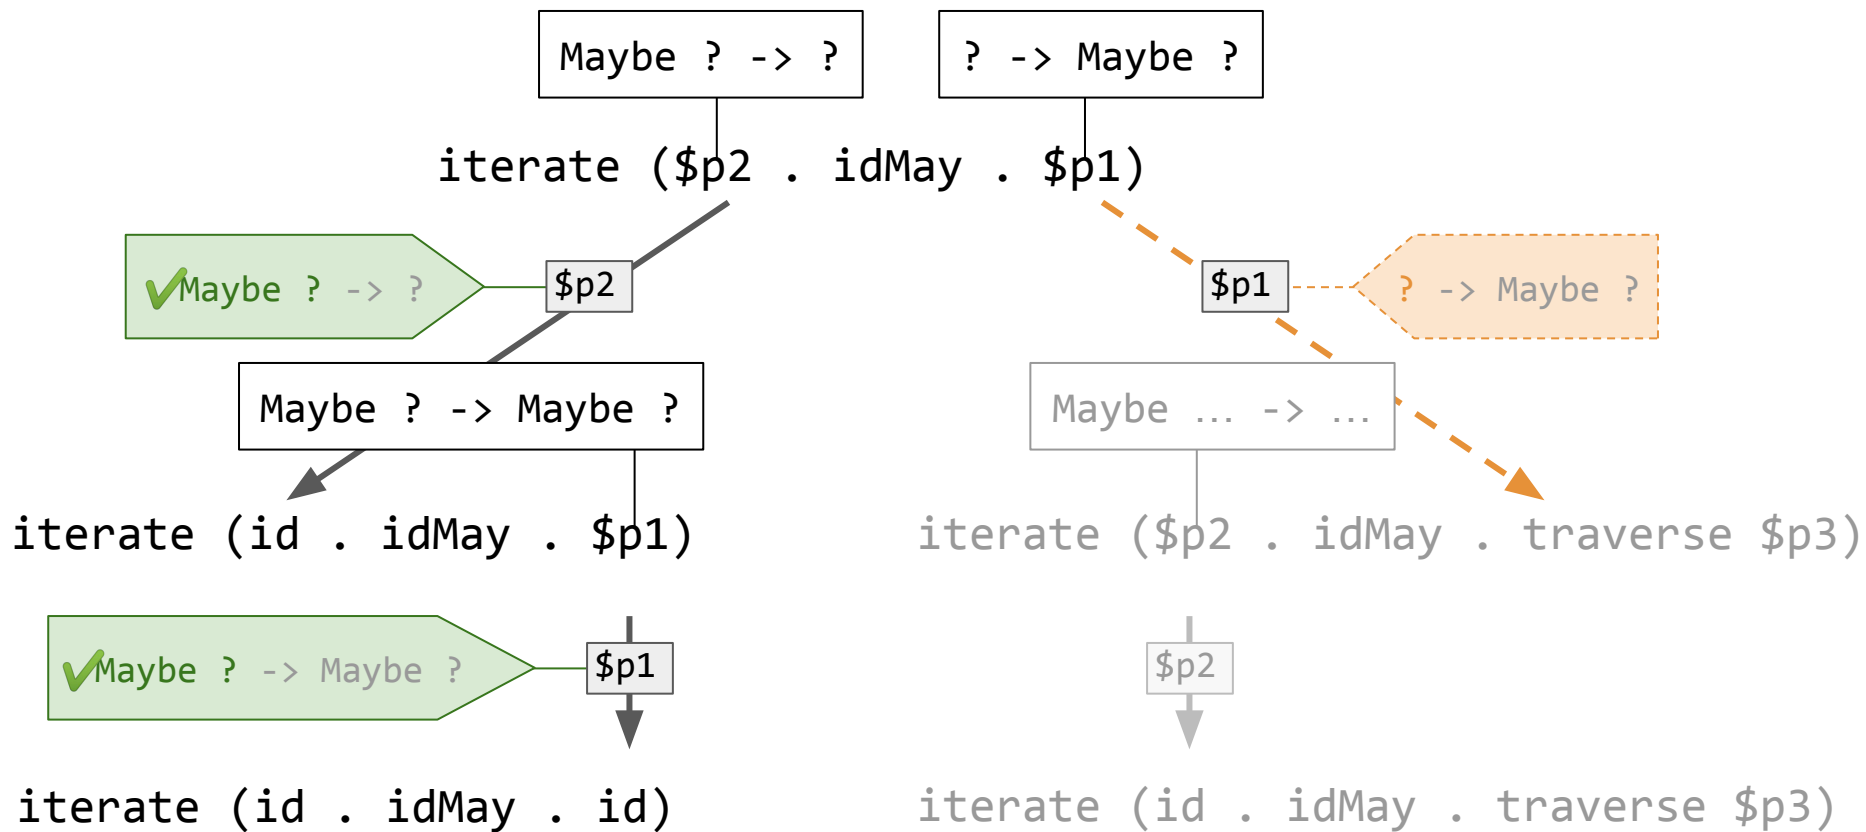 Maybe ? -> ?
? -> Maybe ?
iterate ($p2 . idMay . $p1)
✔Maybe ? -> ?
$p2
$p1
? -> Maybe ?
Maybe ? -> Maybe ?
Maybe … -> …
iterate (id . idMay . $p1)
iterate ($p2 . idMay . traverse $p3)
✔Maybe ? -> Maybe ?
$p1
$p2
iterate (id . idMay . id)
iterate (id . idMay . traverse $p3)